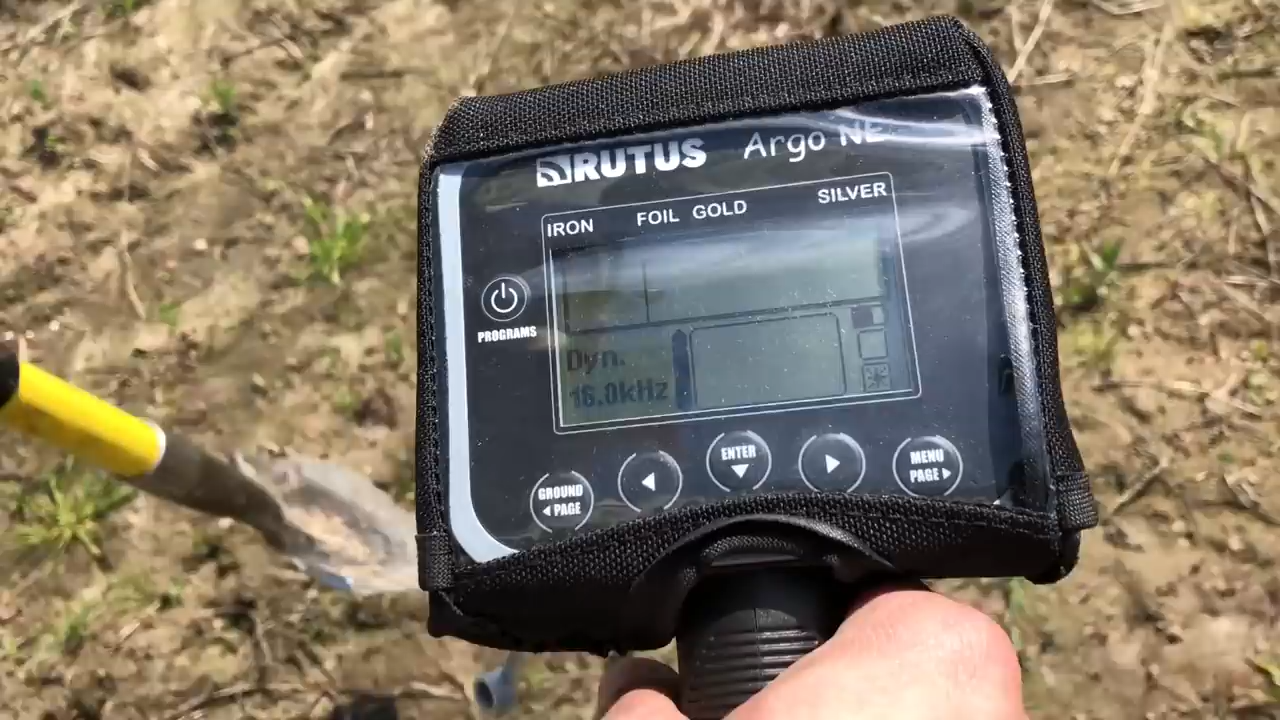 RUTUS Argo NE
IRON FOIL GOLD SILVER
PROGRAMS
Dyn.
16.0kHz
GROUND
PAGE
ENTER
MENU
PAGE